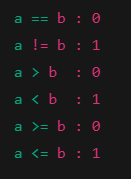 a == b : 0
a != b : 1
a > b  : 0
a < b  : 1
a >= b : 0
a <= b : 1